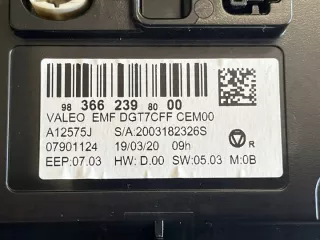 98 366 239 80 00
VALEO EMF DGT7CFF CEM00
A12575J S/A:2003182326S
07901124 19/03/20 09h R
EEP:07.03 HW: D.00 SW:05.03 M:0B